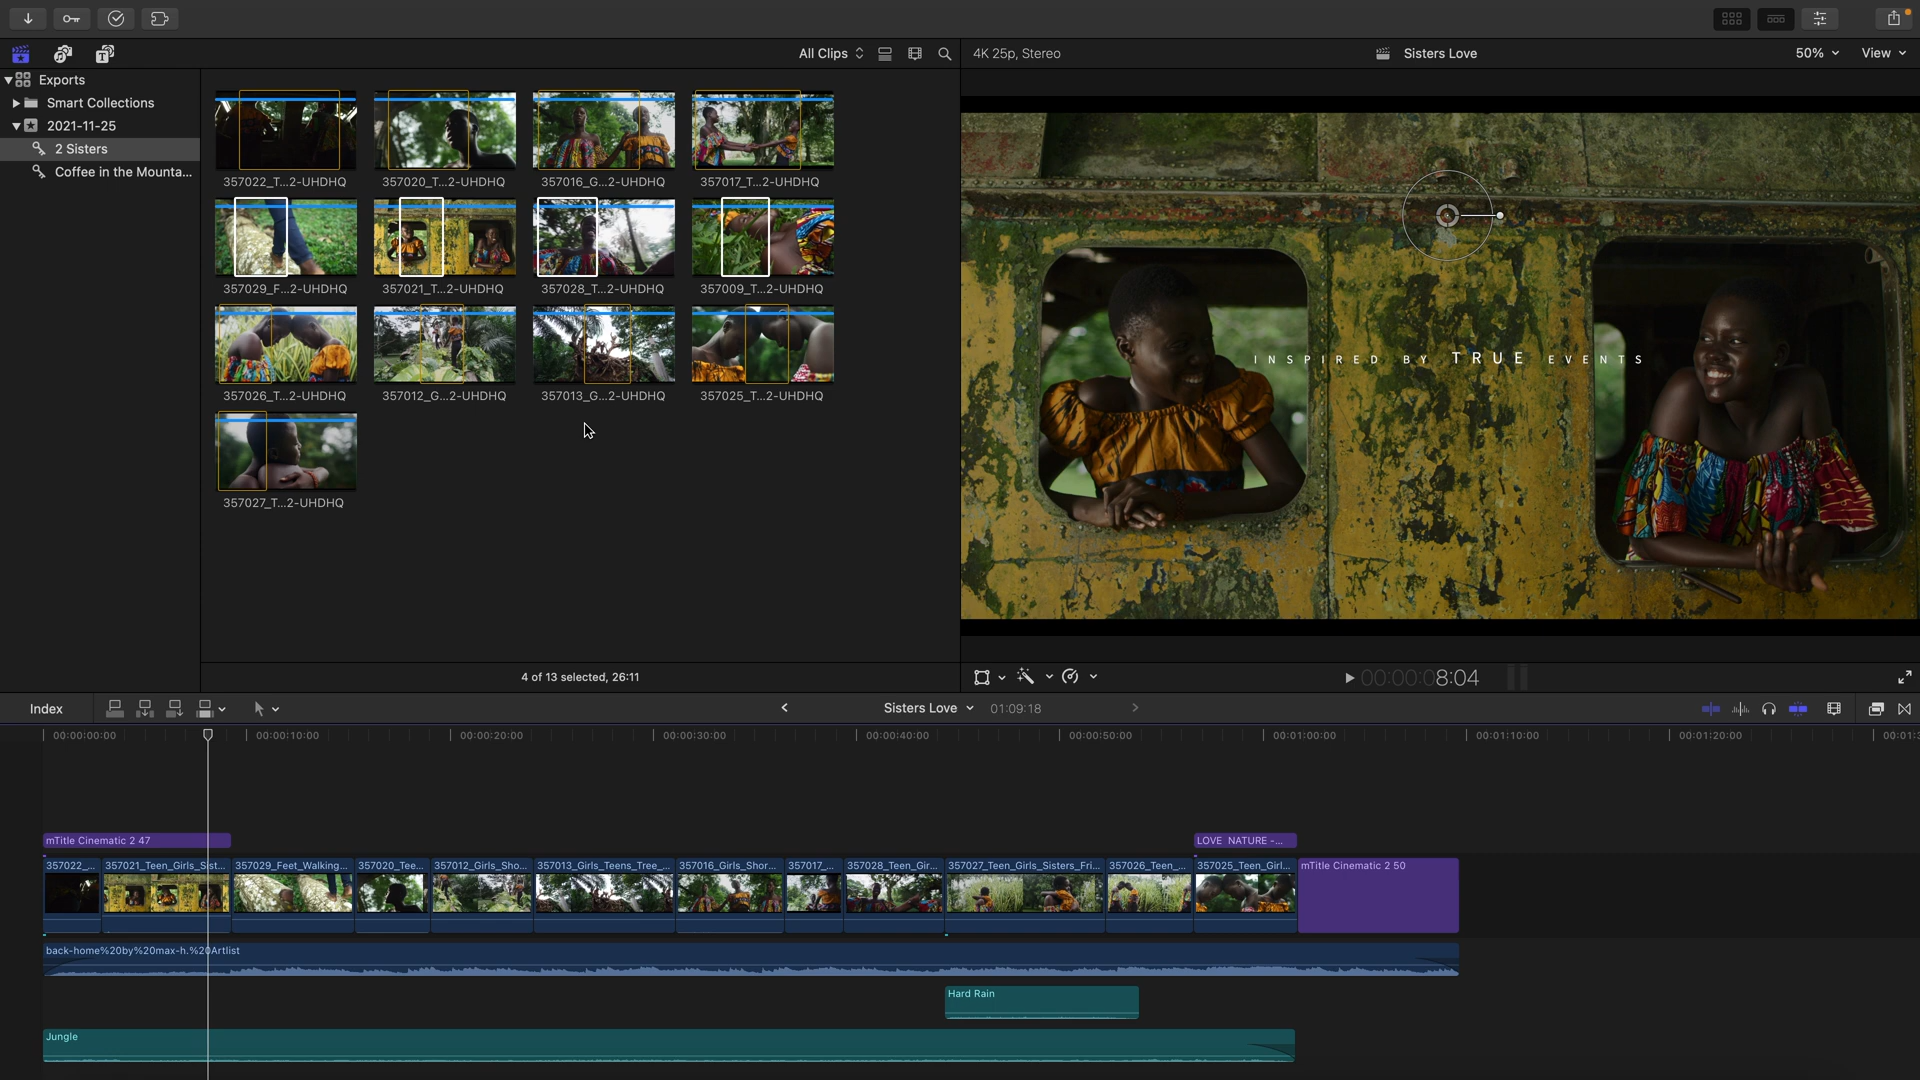 All Clips
4K 25p, Stereo
Sisters Love
50%
View
Exports
Smart Collections
2021-11-25
2 Sisters
Coffee in the Mounta...
357022_T...2-UHDHQ
357020_T...2-UHDHQ
357016_G...2-UHDHQ
357017_T...2-UHDHQ
357029_F...2-UHDHQ
357021_T...2-UHDHQ
357028_T...2-UHDHQ
357009_T...2-UHDHQ
357026_T...2-UHDHQ
357012_G...2-UHDHQ
357013_G...2-UHDHQ
357025_T...2-UHDHQ
357027_T...2-UHDHQ
INSPIRED BY TRUE EVENTS
4 of 13 selected, 26:11
00:00:08:04
Index
Sisters Love
01:09:18
00:00:00:00
00:00:10:00
00:00:20:00
00:00:30:00
00:00:40:00
00:00:50:00
00:01:00:00
00:01:10:00
00:01:20:00
00:01:3
mTitle Cinematic 2 47
LOVE NATURE -...
357022_...
357021_Teen_Girls_Sist...
357029_Feet_Walking...
357020_Tee...
357012_Girls_Sho...
357013_Girls_Teens_Tree_...
357016_Girls_Shor...
357017_...
357028_Teen_Gir...
357027_Teen_Girls_Sisters_Fri...
357026_Teen_...
357025_Teen_Girl...
mTitle Cinematic 2 50
back-home%20by%20max-h.%20Artlist
Hard Rain
Jungle